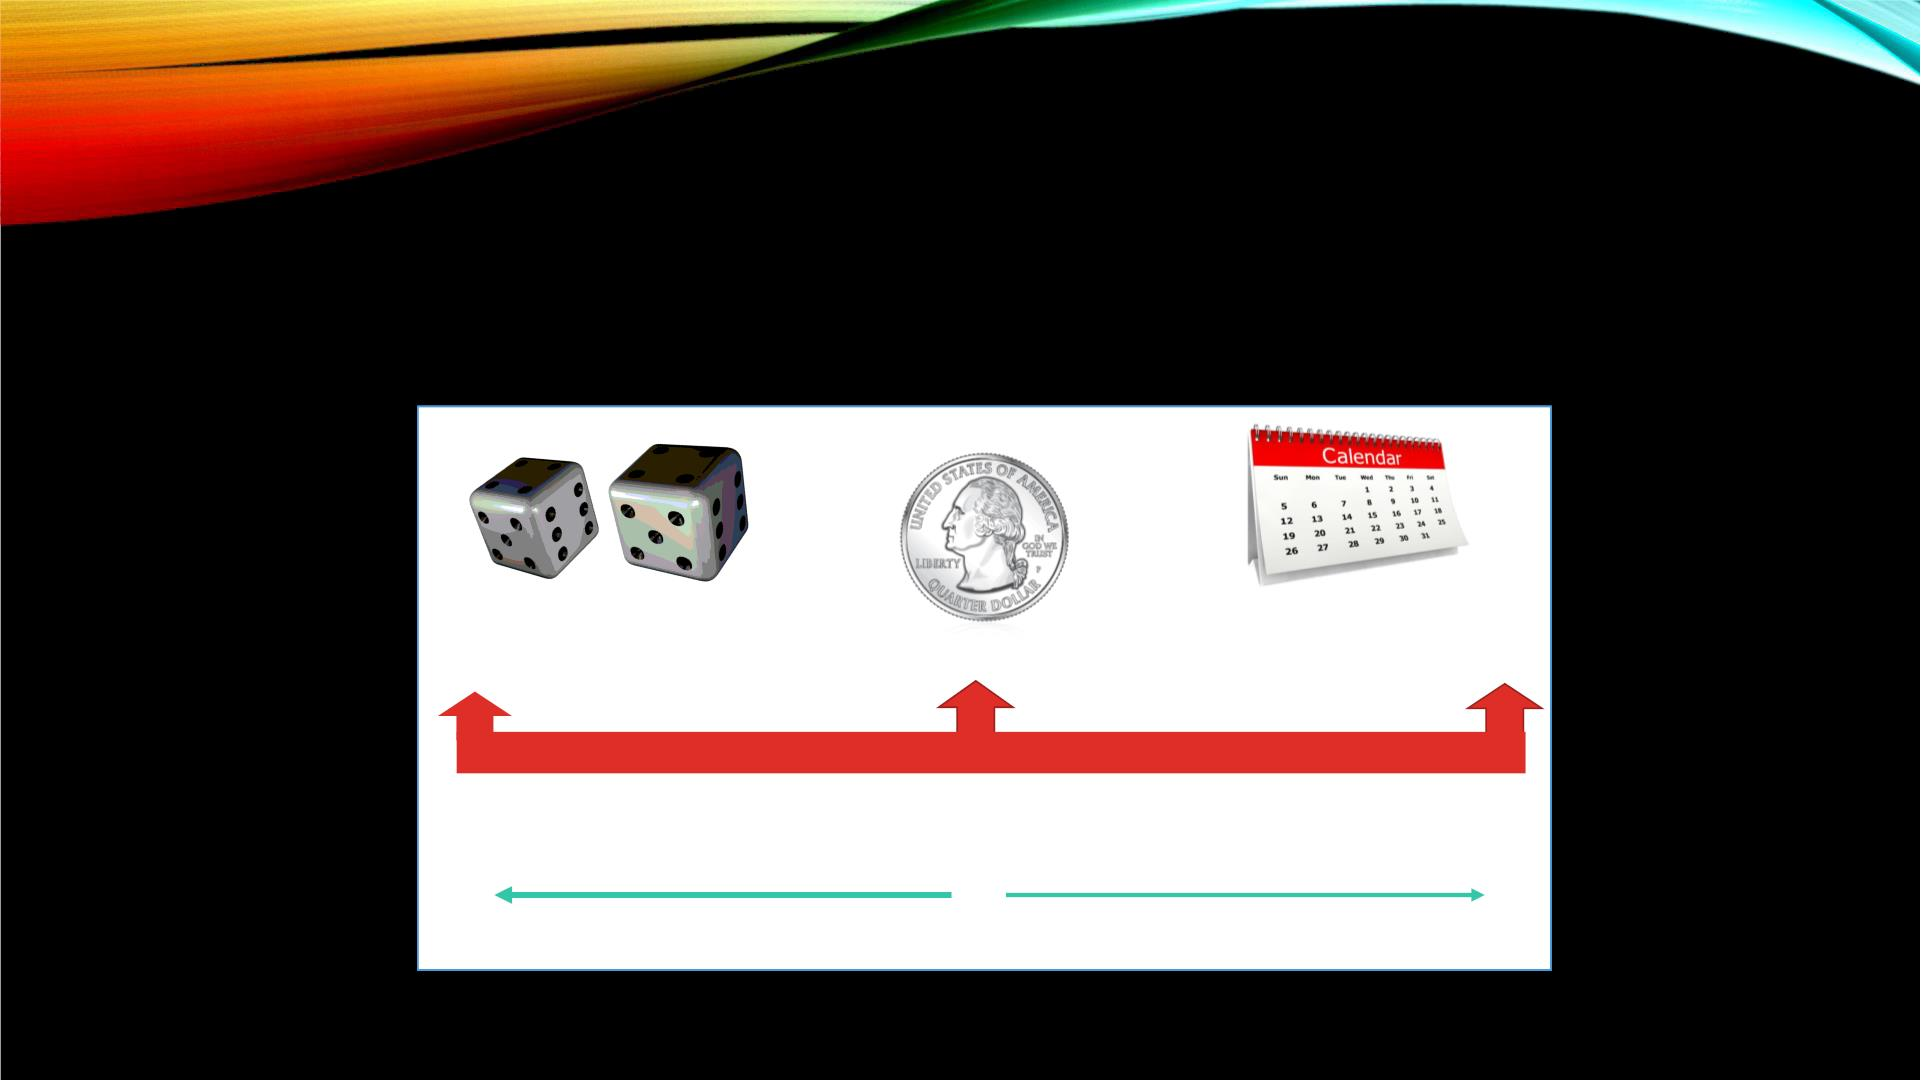 UNITED STATES OF AMERICA
LIBERTY
IN
GOD WE
TRUST
P
QUARTER DOLLAR
Calendar
Sun Mon Tue Wed Thu Fri Sat
1 2 3 4
5 6 7 8 9 10 11
12 13 14 15 16 17 18
19 20 21 22 23 24 25
26 27 28 29 30 31